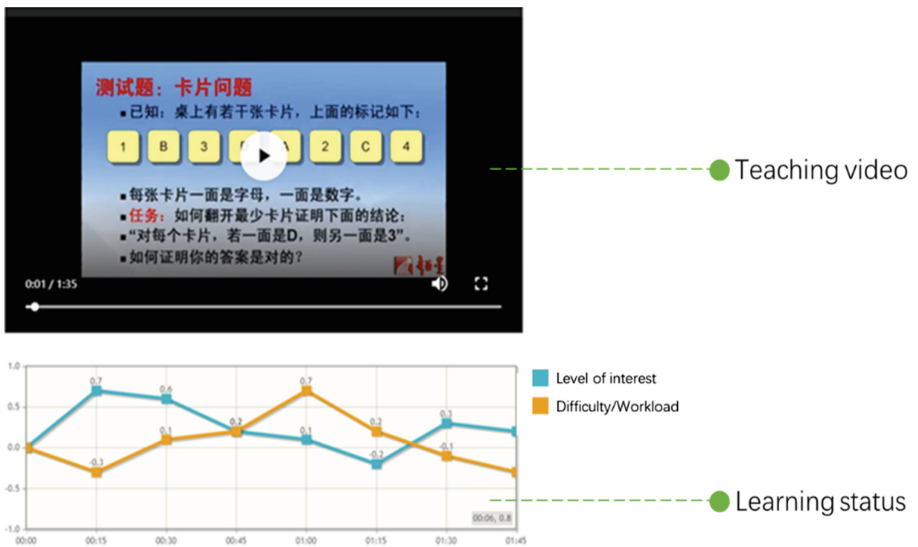 测试题：卡片问题
▪已知：桌上有若干张卡片，上面的标记如下：
1 B 3 A 2 C 4
▪每张卡片一面是字母，一面是数字。
▪任务：如何翻开最少卡片证明下面的结论：
▪“对每个卡片，若一面是D，则另一面是3”。
▪如何证明你的答案是对的？
0:01 / 1:35
Teaching video
1.0
0.5
0.0
-0.5
-1.0
0.7
0.6
0.2
0.1
-0.2
0.3
-0.3
0.1
0.7
0.2
-0.1
00:06, 0.8
00:00 00:15 00:30 00:45 01:00 01:15 01:30 01:45
Level of interest
Difficulty/Workload
Learning status